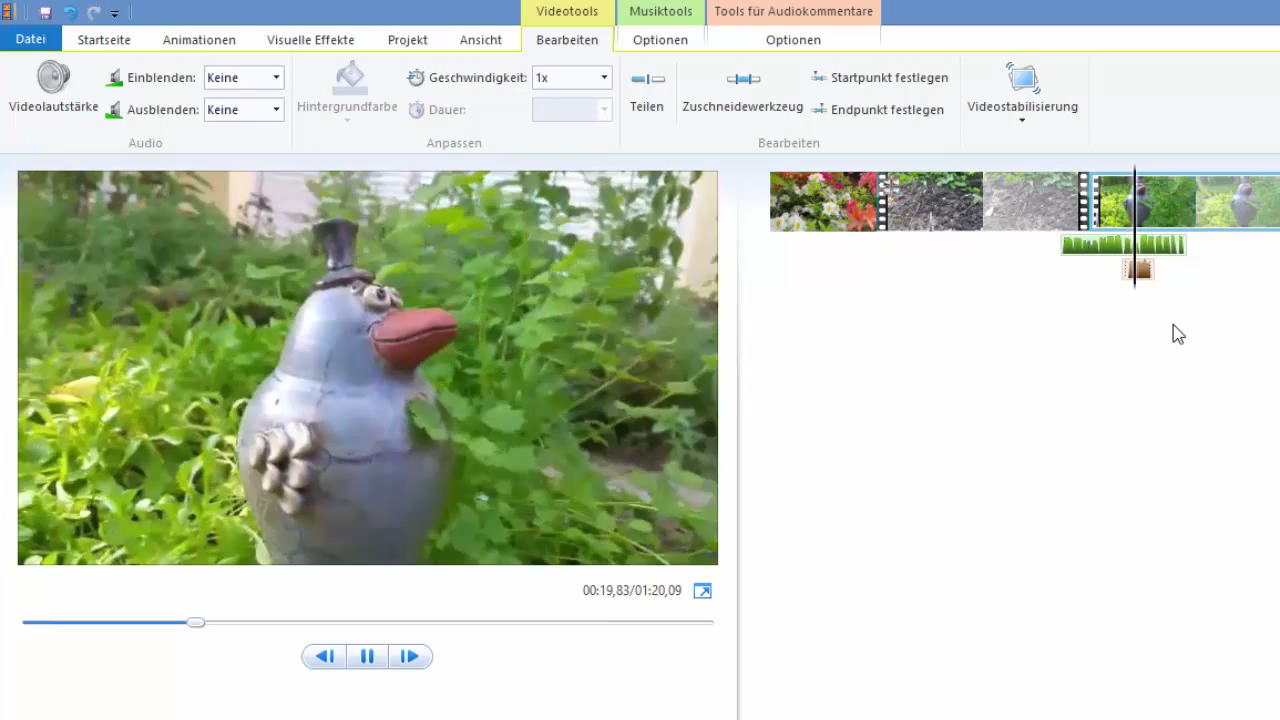 Videotools Musiktools Tools für Audiokommentare
Datei Startseite Animationen Visuelle Effekte Projekt Ansicht Bearbeiten Optionen Optionen
Videolautstärke
Einblenden: Keine
Ausblenden: Keine
Audio
Hintergrundfarbe
Geschwindigkeit: 1x
Dauer:
Anpassen
Teilen
Zuschneidewerkzeug
Startpunkt festlegen
Endpunkt festlegen
Bearbeiten
Videostabilisierung
00:19,83/01:20,09